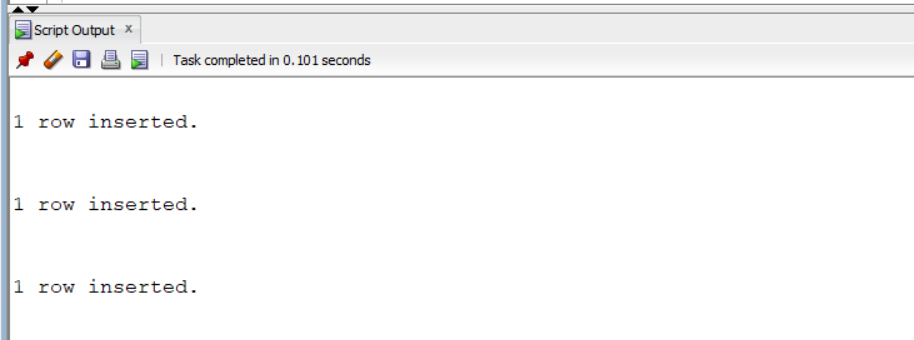 Script Output x
Task completed in 0.101 seconds
1 row inserted.
1 row inserted.
1 row inserted.